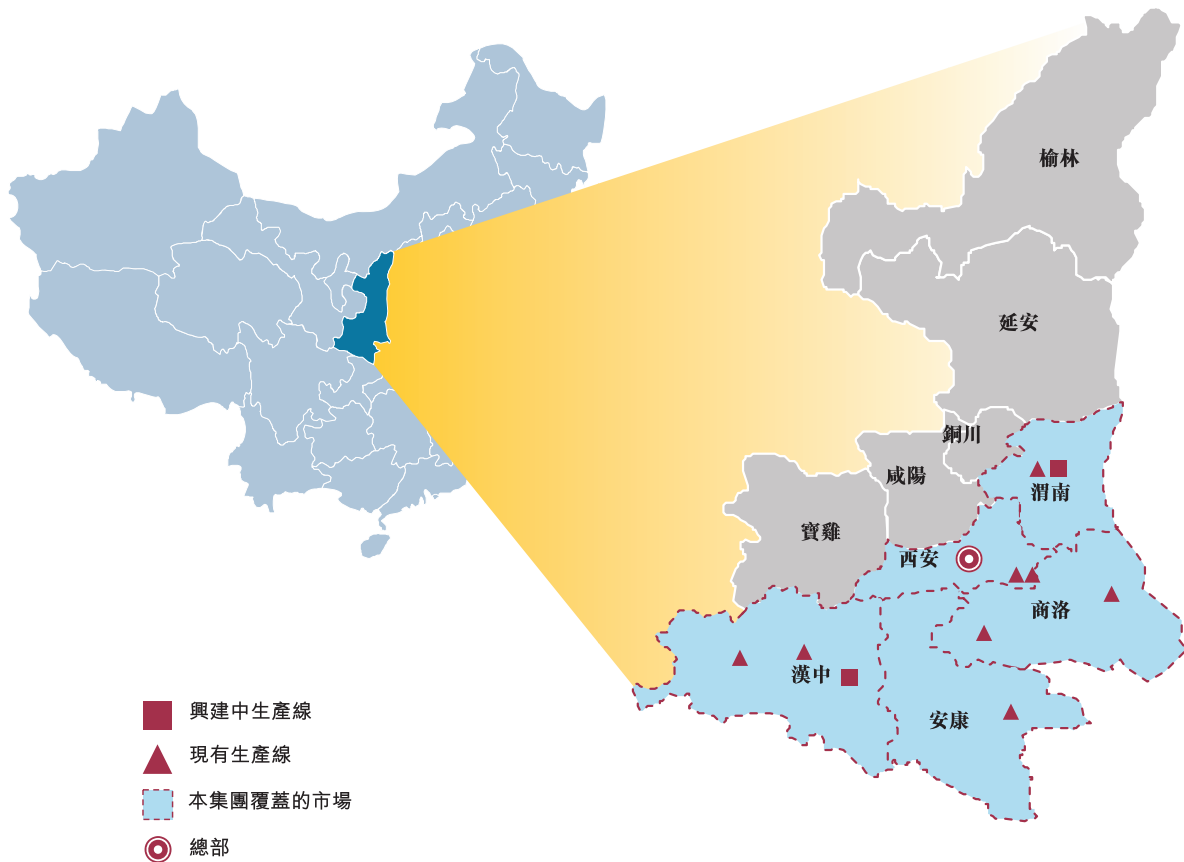 榆林
延安
銅川
咸陽
渭南
寶雞
西安
商洛
漢中
安康
興建中生產線
現有生產線
本集團覆蓋的市場
總部